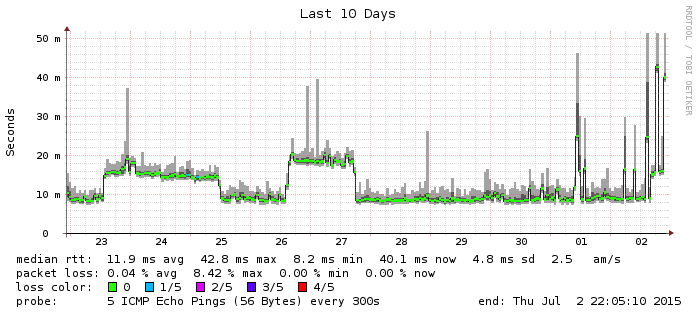 Last 10 Days
RRDTOOL / TOBI OETIKER
Seconds
50 m
40 m
30 m
20 m
10 m
0
23 24 25 26 27 28 29 30 01 02
median rtt: 11.9 ms avg 42.8 ms max 8.2 ms min 40.1 ms now 4.8 ms sd 2.5 am/s
packet loss: 0.04 % avg 8.42 % max 0.00 % min 0.00 % now
loss color: 0 1/5 2/5 3/5 4/5
probe: 5 ICMP Echo Pings (56 Bytes) every 300s end: Thu Jul 2 22:05:10 2015